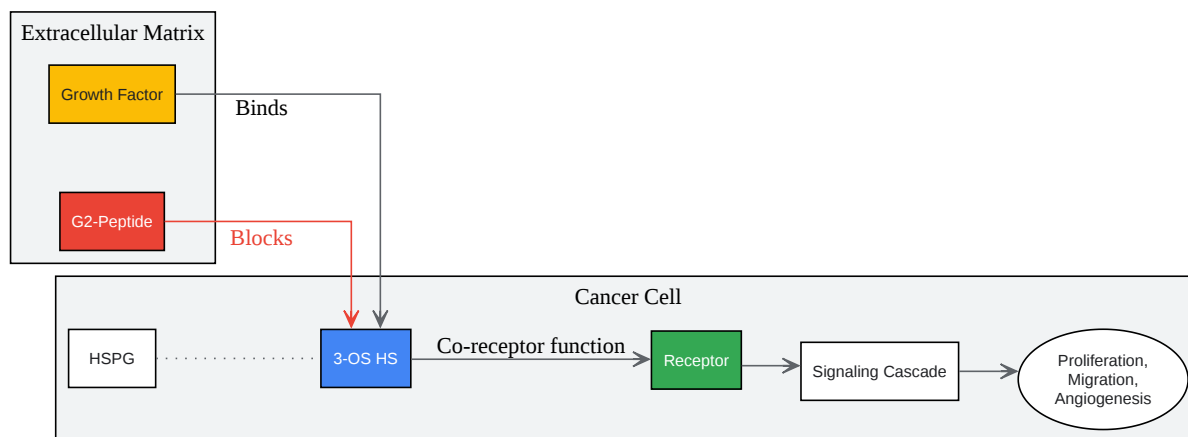 Extracellular Matrix
Growth Factor
Binds
G2-Peptide
Blocks
Cancer Cell
HSPG
3-OS HS
Co-receptor function
Receptor
Signaling Cascade
Proliferation,
Migration,
Angiogenesis